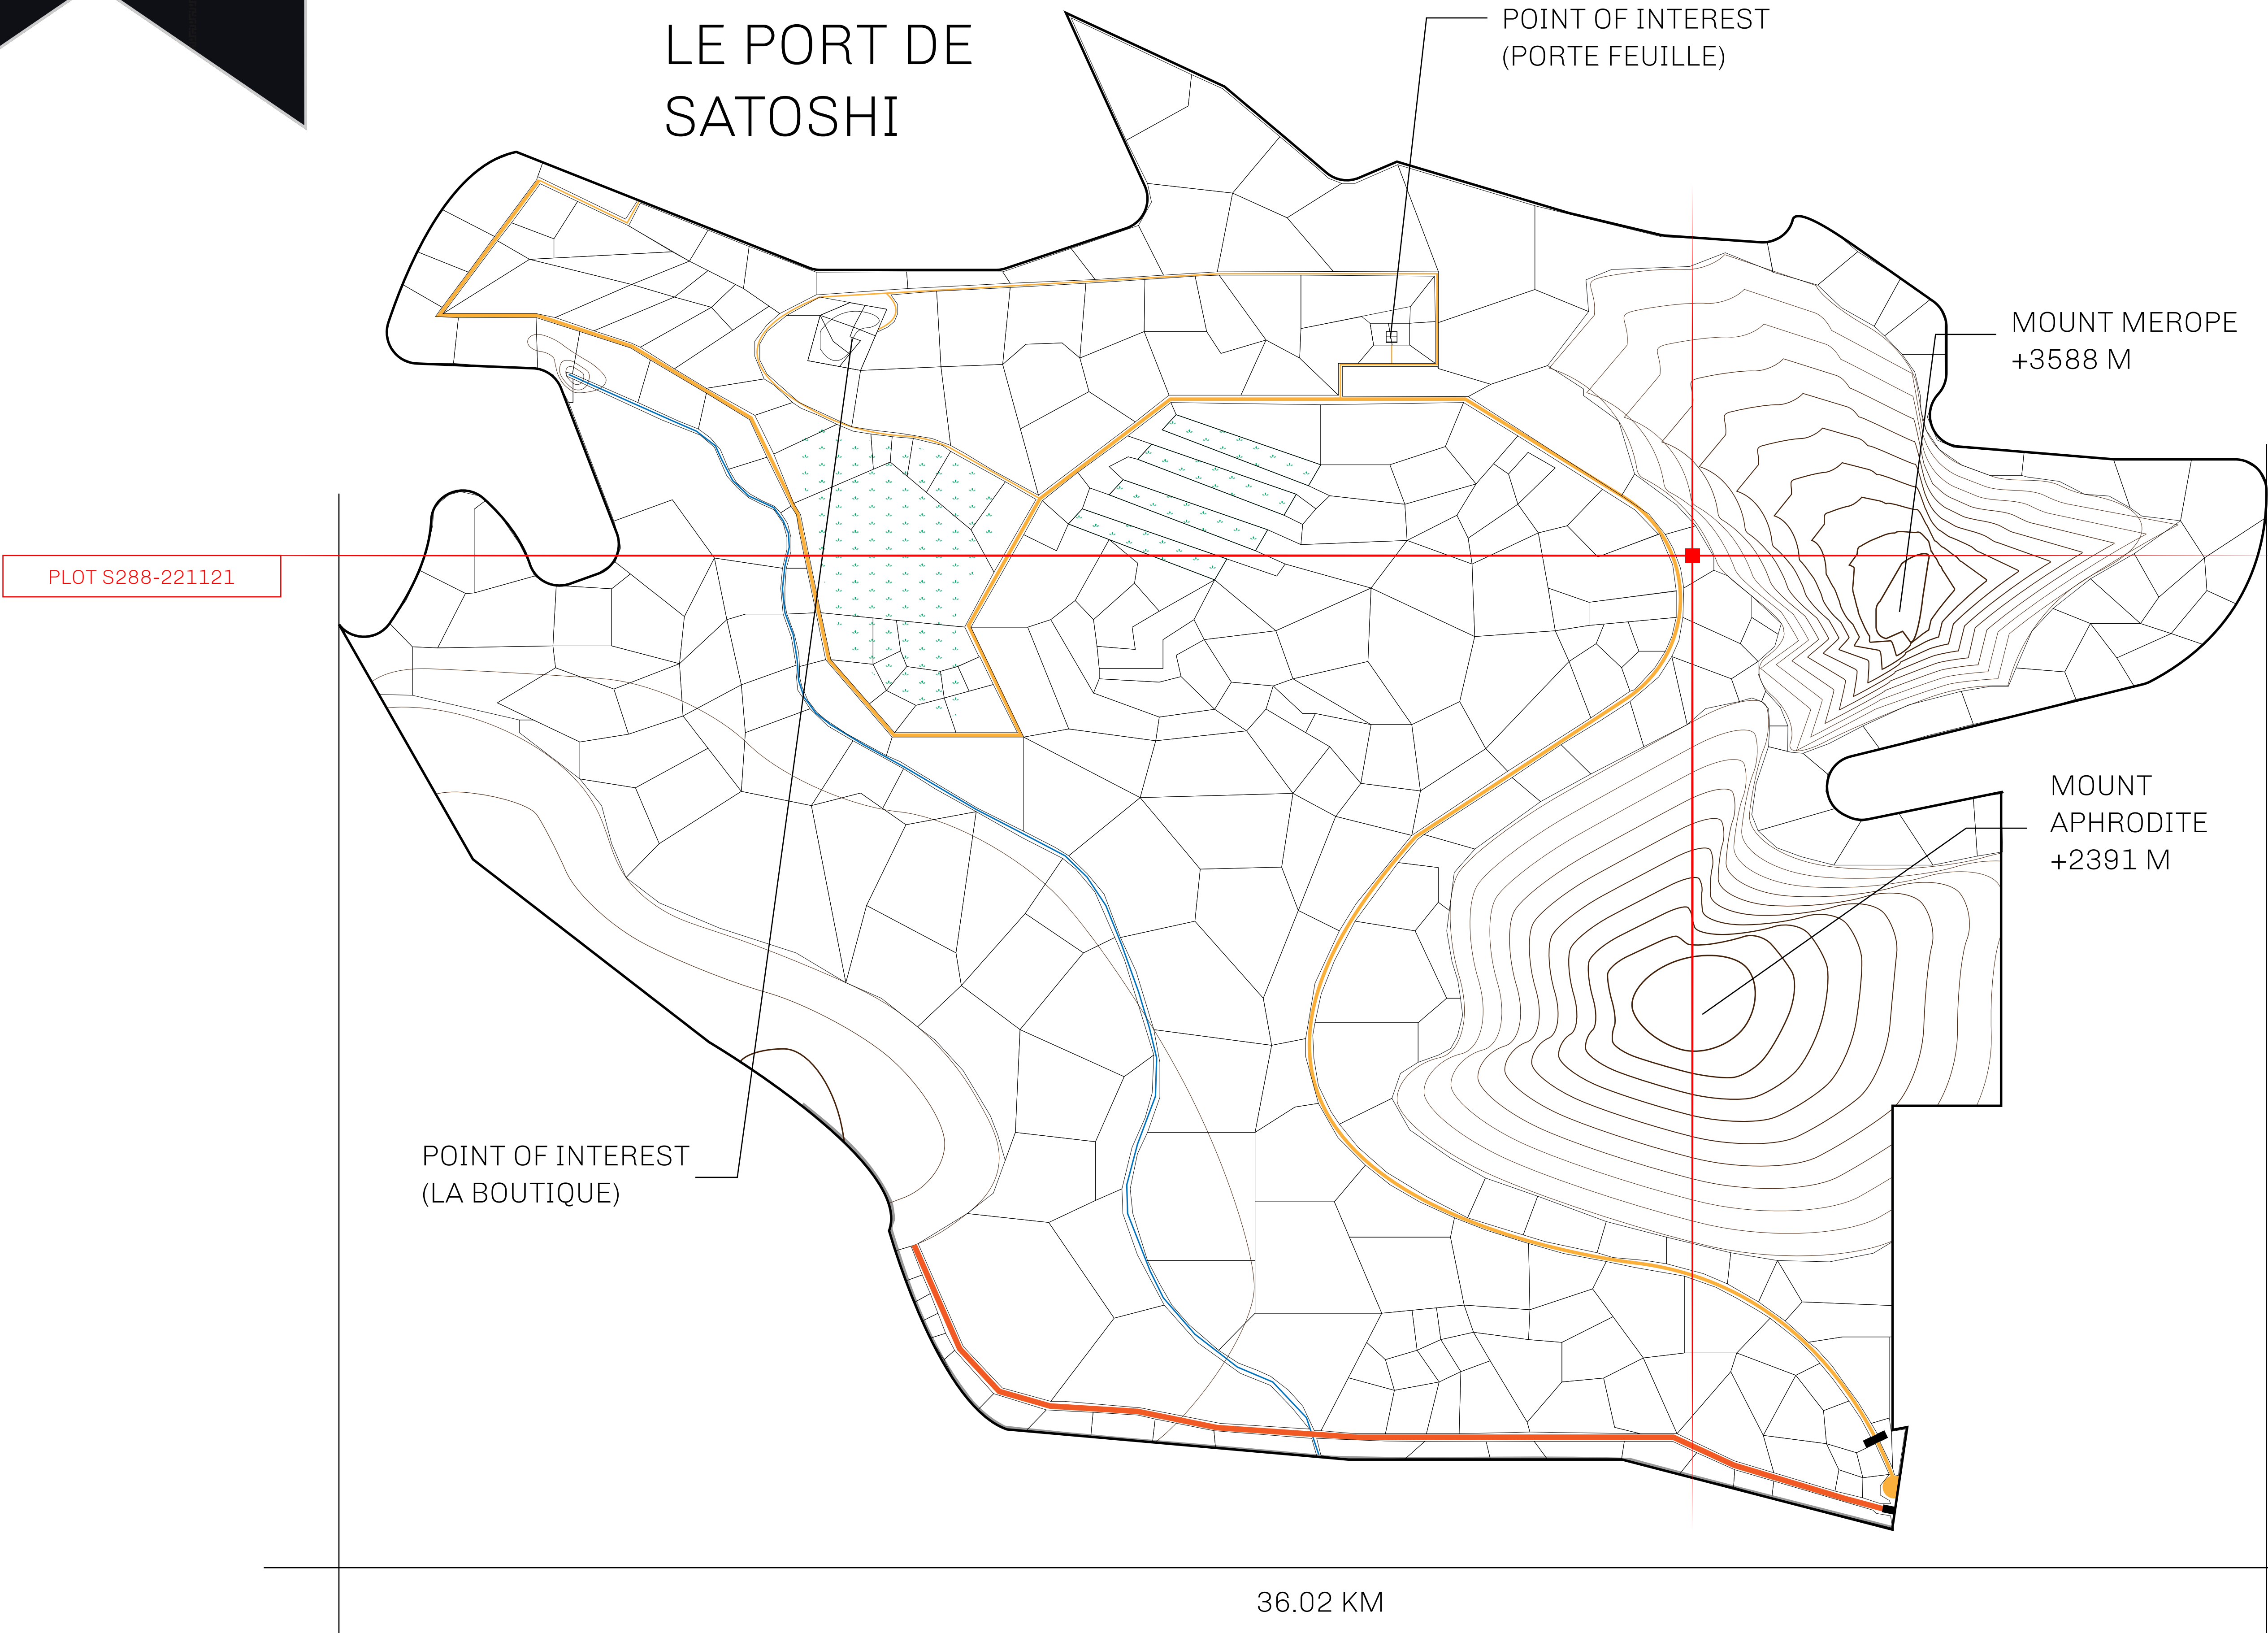 LE PORT DE
SATOSHI
POINT OF INTEREST
(PORTE FEUILLE)
MOUNT MEROPE
+3588 M
PLOT S288-221121
MOUNT
APHRODITE
+2391 M
POINT OF INTEREST
(LA BOUTIQUE)
36.02 KM